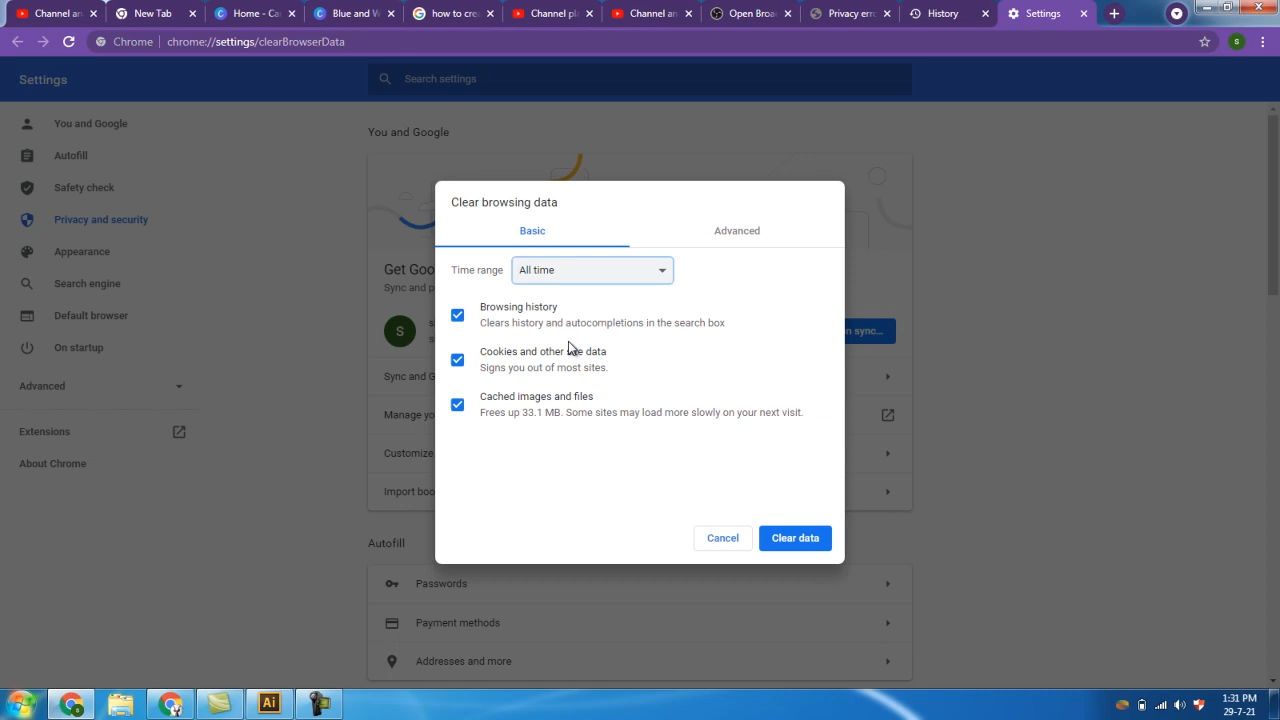 Channel an
New Tab
Home - Ca
Blue and W
how to cre
Channel pl
Channel an
Open Broa
Privacy erro
History
Settings
Chrome | chrome://settings/clearBrowserData
S
Settings
Search settings
You and Google
Autofill
Safety check
Privacy and security
Appearance
Search engine
Default browser
On startup
Advanced
Extensions
About Chrome
You and Google
Get Goo
Sync and p
S
n sync...
Sync and G
Manage yo
Customize
Import boo
Clear browsing data
Basic
Advanced
Time range
All time
Browsing history
Clears history and autocompletions in the search box
Cookies and other site data
Signs you out of most sites.
Cached images and files
Frees up 33.1 MB. Some sites may load more slowly on your next visit.
Cancel
Clear data
Autofill
Passwords
Payment methods
Addresses and more
Ai
1:31 PM
29-7-21